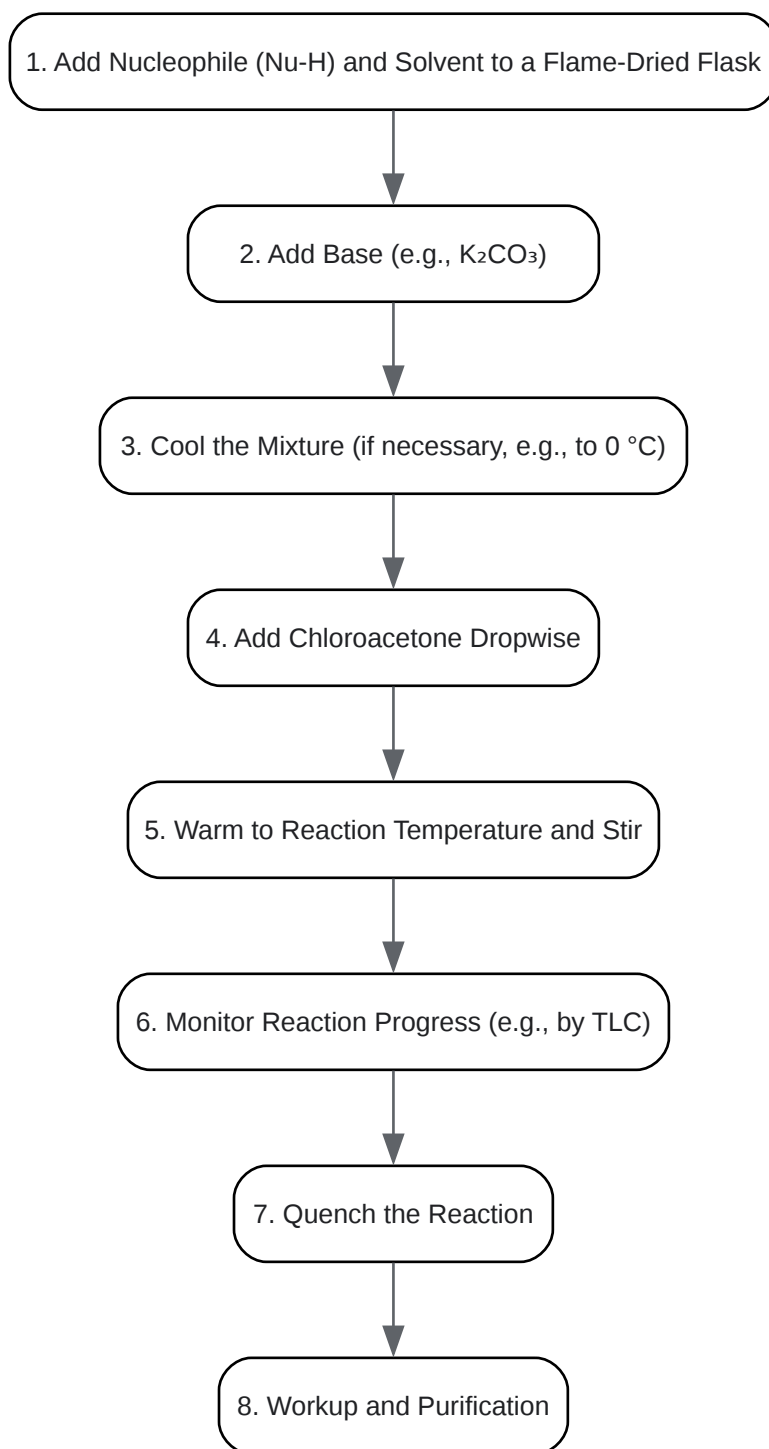 1. Add Nucleophile (Nu-H) and Solvent to a Flame-Dried Flask
2. Add Base (e.g., K₂CO₃)
3. Cool the Mixture (if necessary, e.g., to 0 °C)
4. Add Chloroacetone Dropwise
5. Warm to Reaction Temperature and Stir
6. Monitor Reaction Progress (e.g., by TLC)
7. Quench the Reaction
8. Workup and Purification